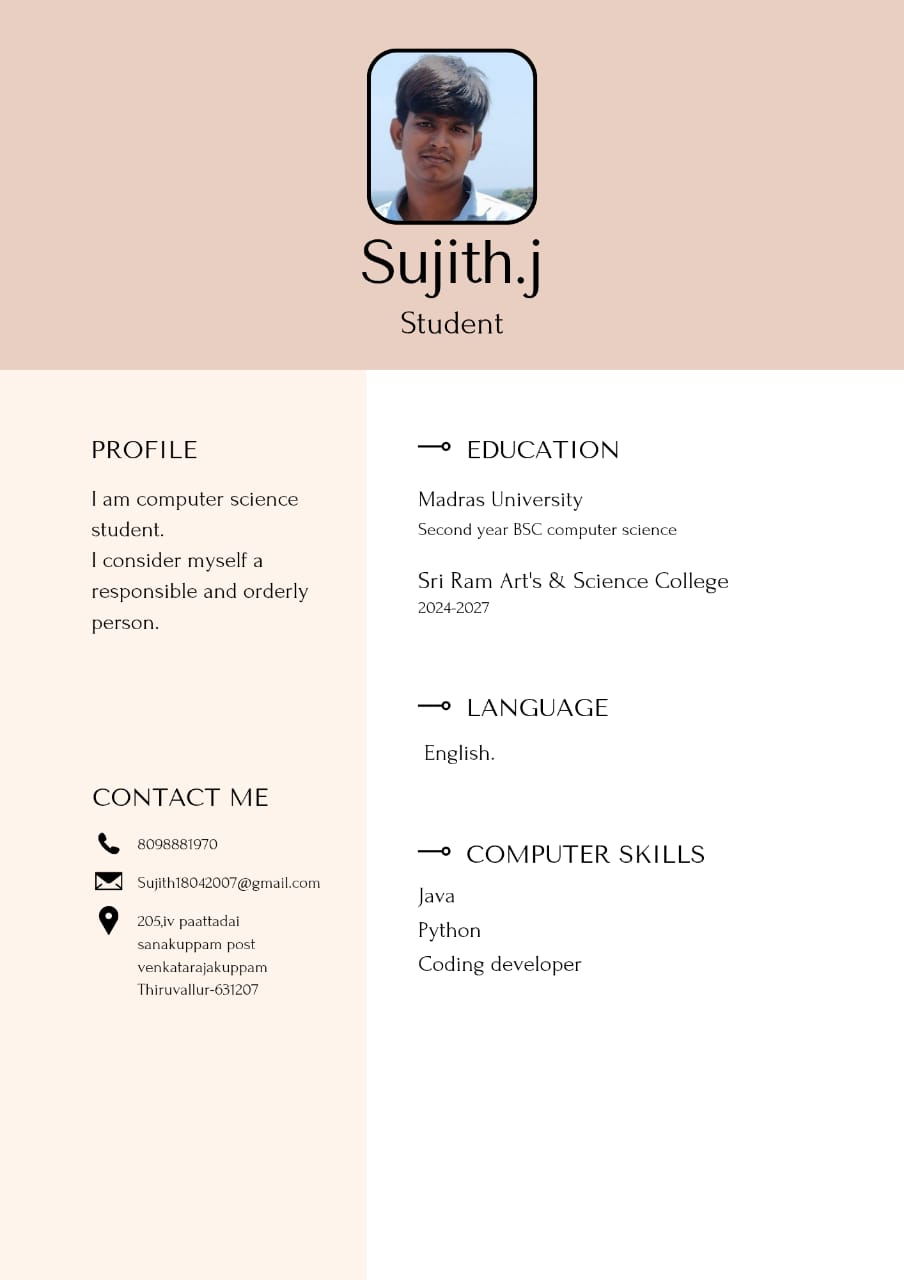 Sujith.j
Student
PROFILE
I am computer science
student.
I consider myself a
responsible and orderly
person.
CONTACT ME
8098881970
Sujith18042007@gmail.com
205,iv paattadai
sanakuppam post
venkatarajakuppam
Thiruvallur-631207
EDUCATION
Madras University
Second year BSC computer science
Sri Ram Art's & Science College
2024-2027
LANGUAGE
English.
COMPUTER SKILLS
Java
Python
Coding developer